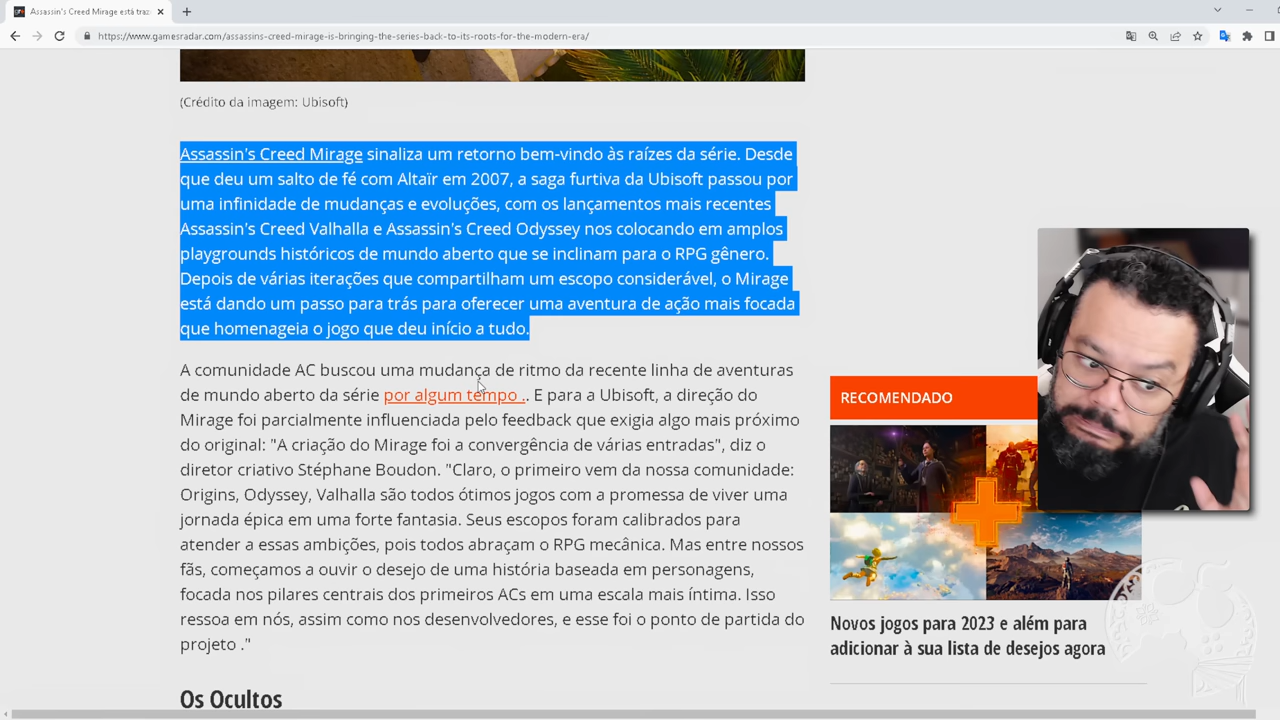 Assassin's Creed Mirage está traz
https://www.gamesradar.com/assassins-creed-mirage-is-bringing-the-series-back-to-its-roots-for-the-modern-era/
(Crédito da imagem: Ubisoft)
Assassin's Creed Mirage sinaliza um retorno bem-vindo às raízes da série. Desde
que deu um salto de fé com Altaïr em 2007, a saga furtiva da Ubisoft passou por
uma infinidade de mudanças e evoluções, com os lançamentos mais recentes
Assassin's Creed Valhalla e Assassin's Creed Odyssey nos colocando em amplos
playgrounds históricos de mundo aberto que se inclinam para o RPG gênero.
Depois de várias iterações que compartilham um escopo considerável, o Mirage
está dando um passo para trás para oferecer uma aventura de ação mais focada
que homenageia o jogo que deu início a tudo.
A comunidade AC buscou uma mudança de ritmo da recente linha de aventuras
de mundo aberto da série por algum tempo .. E para a Ubisoft, a direção do
Mirage foi parcialmente influenciada pelo feedback que exigia algo mais próximo
do original: "A criação do Mirage foi a convergência de várias entradas", diz o
diretor criativo Stéphane Boudon. "Claro, o primeiro vem da nossa comunidade:
Origins, Odyssey, Valhalla são todos ótimos jogos com a promessa de viver uma
jornada épica em uma forte fantasia. Seus escopos foram calibrados para
atender a essas ambições, pois todos abraçam o RPG mecânica. Mas entre nossos
fãs, começamos a ouvir o desejo de uma história baseada em personagens,
focada nos pilares centrais dos primeiros ACs em uma escala mais íntima. Isso
ressoa em nós, assim como nos desenvolvedores, e esse foi o ponto de partida do
projeto ."
Os Ocultos
RECOMENDADO
Novos jogos para 2023 e além para
adicionar à sua lista de desejos agora